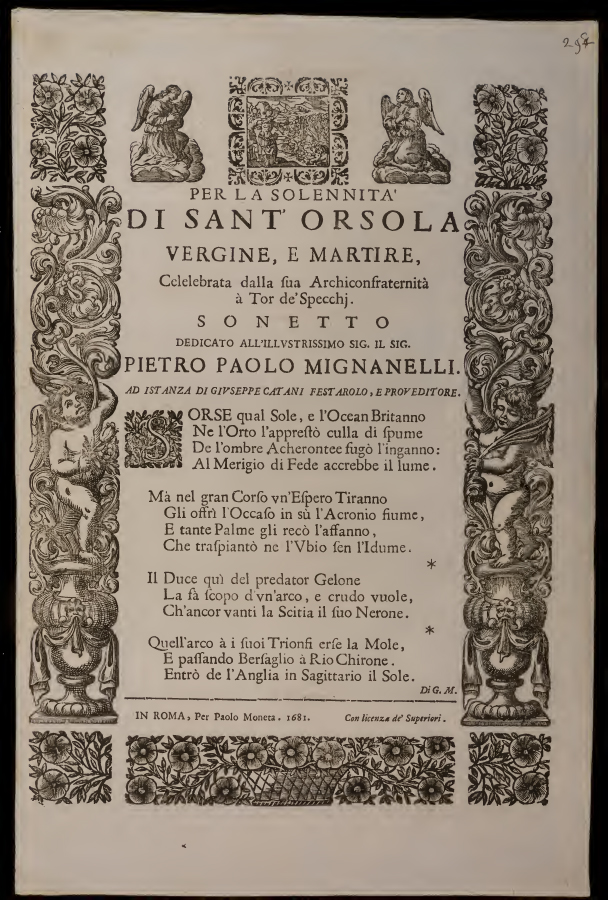 294
PER LA SOLENNITA'
DI SANT' ORSOLA
VERGINE, E MARTIRE,
Celelebrata dalla ſua Archiconfraternità
à Tor de' Specchj.
SONETTO
DEDICATO ALL'ILLVSTRISSIMO SIG. IL SIG.
PIETRO PAOLO MIGNANELLI.
AD ISTANZA DI GIVSEPPE CATANI FESTAROLO, E PROVEDITORE.
SORSE qual Sole, e l'Ocean Britanno
Ne l'Orto l'appreſtò culla di ſpume
De l'ombre Acherontee fugò l'inganno:
Al Merigio di Fede accrebbe il lume.
Mà nel gran Corſo vn'Eſpero Tiranno
Gli offrì l'Occaſo in sù l'Acronio fiume,
E tante Palme gli recò l'affanno,
Che traſpiantò ne l'Vbio ſen l'Idume.
*
Il Duce quì del predator Gelone
La fà ſcopo d'vn'arco, e crudo vuole,
Ch'ancor vanti la Scitia il ſuo Nerone.
*
Quell'arco à i ſuoi Trionfi erſe la Mole,
E paſſando Berſaglio à Rio Chirone.
Entrò de l'Anglia in Sagittario il Sole.
Di G. M.
IN ROMA, Per Paolo Moneta. 1681. Con licenza de' Superiori.